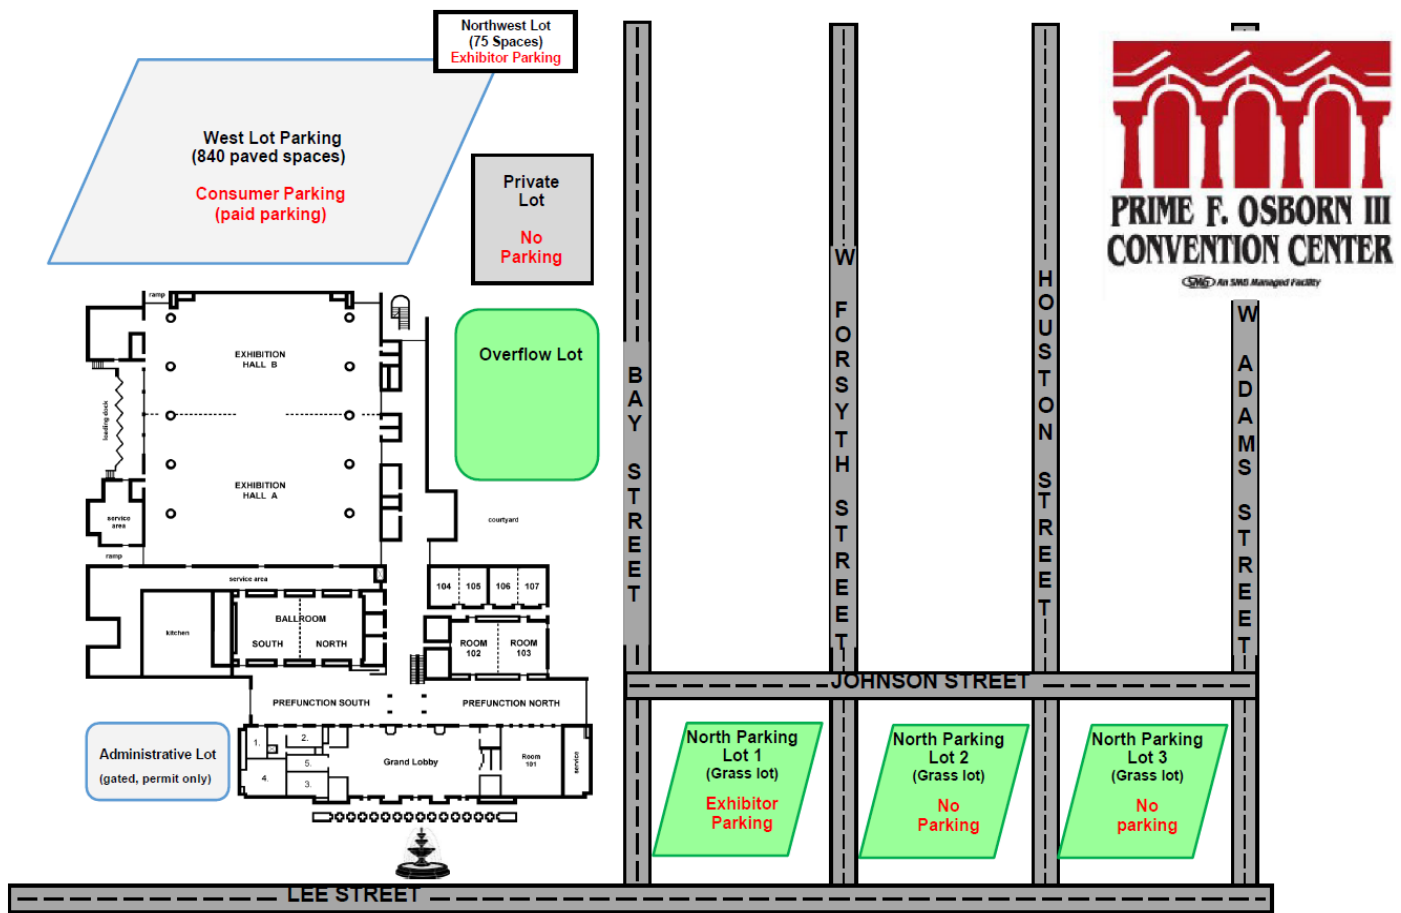 Northwest Lot
(75 Spaces)
Exhibitor Parking
West Lot Parking
(840 paved spaces)
Consumer Parking
(paid parking)
Private
Lot
No
Parking
PRIME F. OSBORN III
CONVENTION CENTER
SMG An SMG Managed Facility
ramp
EXHIBITION
HALL B
loading dock
EXHIBITION
HALL A
service
area
ramp
Overflow Lot
courtyard
service area
104 105 106 107
kitchen
BALLROOM
SOUTH NORTH
ROOM
102
ROOM
103
PREFUNCTION SOUTH
PREFUNCTION NORTH
Administrative Lot
(gated, permit only)
1.
2.
5.
4.
3.
Grand Lobby
Room
101
service
BAY STREET
W FORSYTH STREET
HOUSTON STREET
W ADAMS STREET
JOHNSON STREET
North Parking
Lot 1
(Grass lot)
Exhibitor
Parking
North Parking
Lot 2
(Grass lot)
No
Parking
North Parking
Lot 3
(Grass lot)
No
parking
LEE STREET